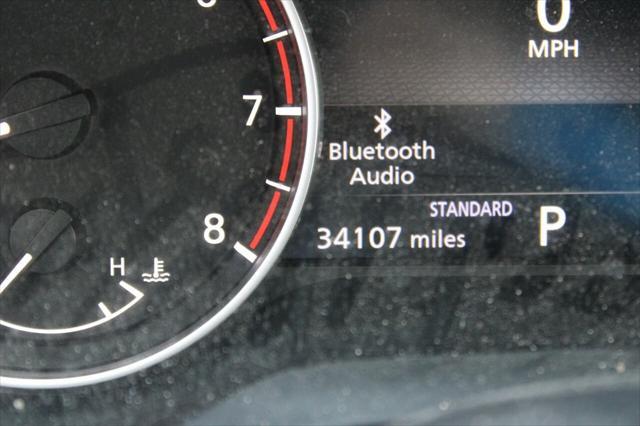 0
MPH
7
Bluetooth
Audio
STANDARD
P
8
34107 miles
H